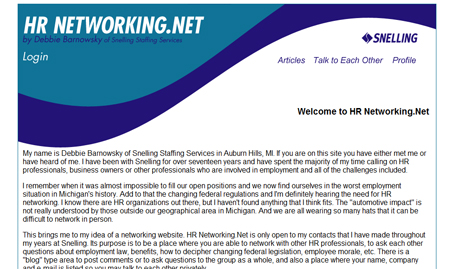 HR NETWORKING.NET
by Debbie Barnowsky of Snelling Staffing Services
SNELLING
Login
Articles Talk to Each Other Profile
Welcome to HR Networking.Net
My name is Debbie Barnowsky of Snelling Staffing Services in Auburn Hills, MI. If you are on this site you have either met me or
have heard of me. I have been with Snelling for over seventeen years and have spent the majority of my time calling on HR
professionals, business owners or other professionals who are involved in employment and all of the challenges included.
I remember when it was almost impossible to fill our open positions and we now find ourselves in the worst employment
situation in Michigan's history. Add to that the changing federal regulations and I'm definitely hearing the need for HR
networking. I know there are HR organizations out there, but I haven't found anything that I think fits. The "automotive impact" is
not really understood by those outside our geographical area in Michigan. And we are all wearing so many hats that it can be
difficult to network in person.
This brings me to my idea of a networking website. HR Networking.Net is only open to my contacts that I have made throughout
my years at Snelling. Its purpose is to be a place where you are able to network with other HR professionals, to ask each other
questions about employment law, benefits, how to decipher changing federal legislation, employee morale, etc. There is a
"blog" type area to post comments or to ask questions to the group as a whole, and also a place where your name, company
and e.mail is listed so you may talk to each other privately.